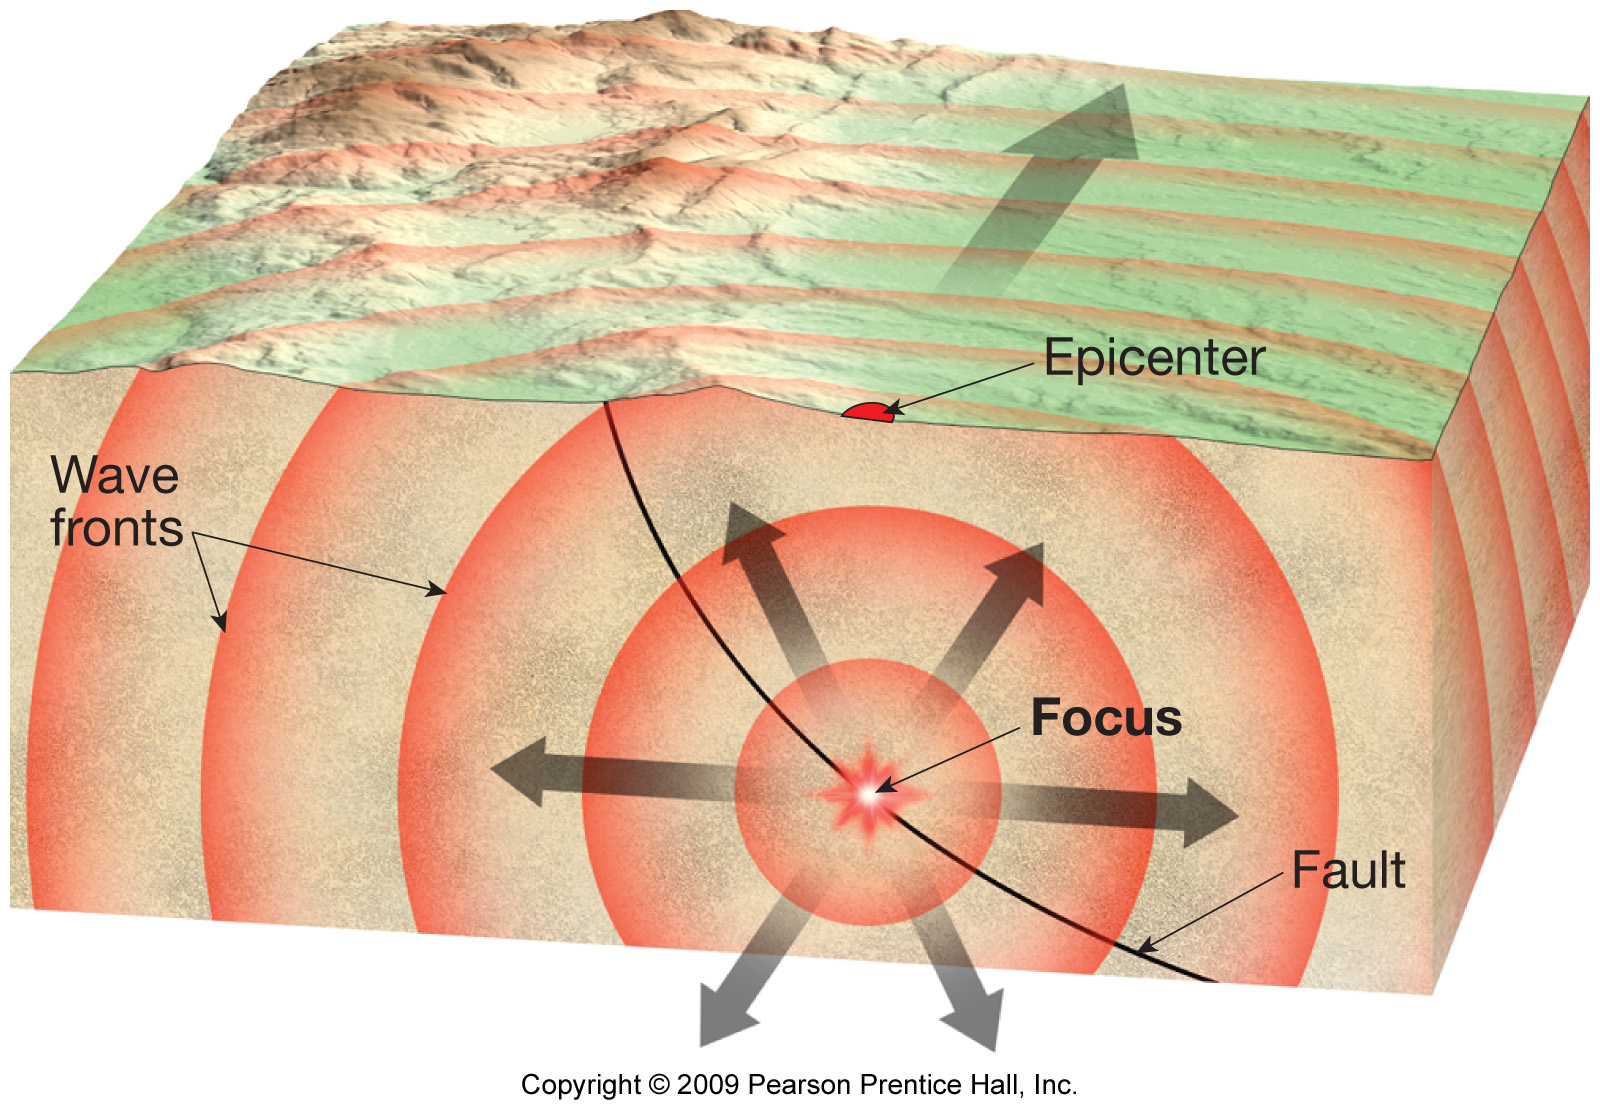 Epicenter
Wave
fronts
Focus
Fault
Copyright © 2009 Pearson Prentice Hall, Inc.